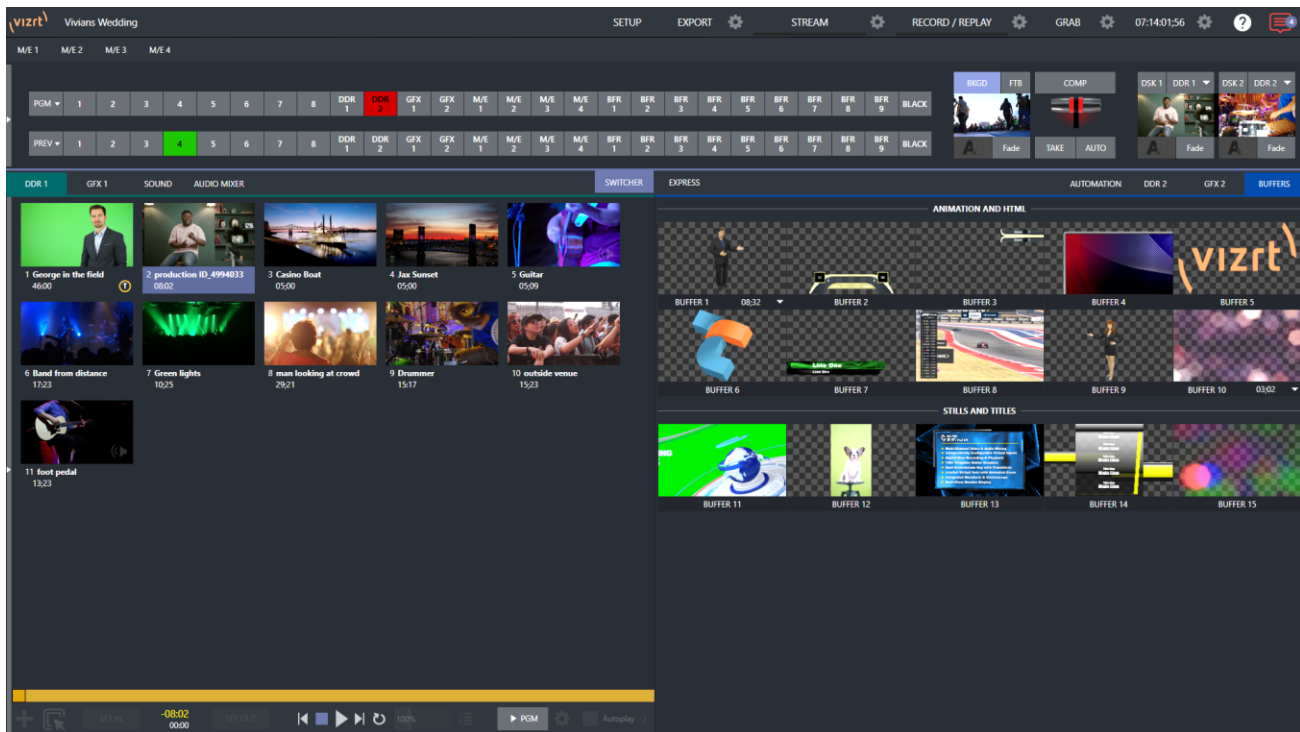 vizrt Vivians Wedding SETUP EXPORT STREAM RECORD / REPLAY GRAB 07:14:01;56 ? 4
M/E 1 M/E 2 M/E 3 M/E 4
BKGD FTB COMP DSK 1 DDR 1 DSK 2 DDR 2
PGM 1 2 3 4 5 6 7 8 DDR 1 DDR 2 GFX 1 GFX 2 M/E 1 M/E 2 M/E 3 M/E 4 BFR 1 BFR 2 BFR 3 BFR 4 BFR 5 BFR 6 BFR 7 BFR 8 BFR 9 BLACK
PREV 1 2 3 4 5 6 7 8 DDR 1 DDR 2 GFX 1 GFX 2 M/E 1 M/E 2 M/E 3 M/E 4 BFR 1 BFR 2 BFR 3 BFR 4 BFR 5 BFR 6 BFR 7 BFR 8 BFR 9 BLACK
A Fade TAKE AUTO A Fade A Fade
DDR 1 GFX 1 SOUND AUDIO MIXER SWITCHER EXPRESS AUTOMATION DDR 2 GFX 2 BUFFERS
ANIMATION AND HTML
vizrt
1 George in the field
46:00
2 production ID_4994033
08:02
3 Casino Boat
05;00
4 Jax Sunset
05;00
5 Guitar
05;09
BUFFER 1 08;32 BUFFER 2 BUFFER 3 BUFFER 4 BUFFER 5
6 Band from distance
17:23
7 Green lights
10;25
8 man looking at crowd
29;21
9 Drummer
15:17
10 outside venue
15;23
Line One
BUFFER 6 BUFFER 7 BUFFER 8 BUFFER 9 BUFFER 10 03;02
STILLS AND TITLES
11 foot pedal
13;23
BUFFER 11 BUFFER 12 BUFFER 13 BUFFER 14 BUFFER 15
SET IN -08:02 SET OUT 100% PGM Autoplay
00:00